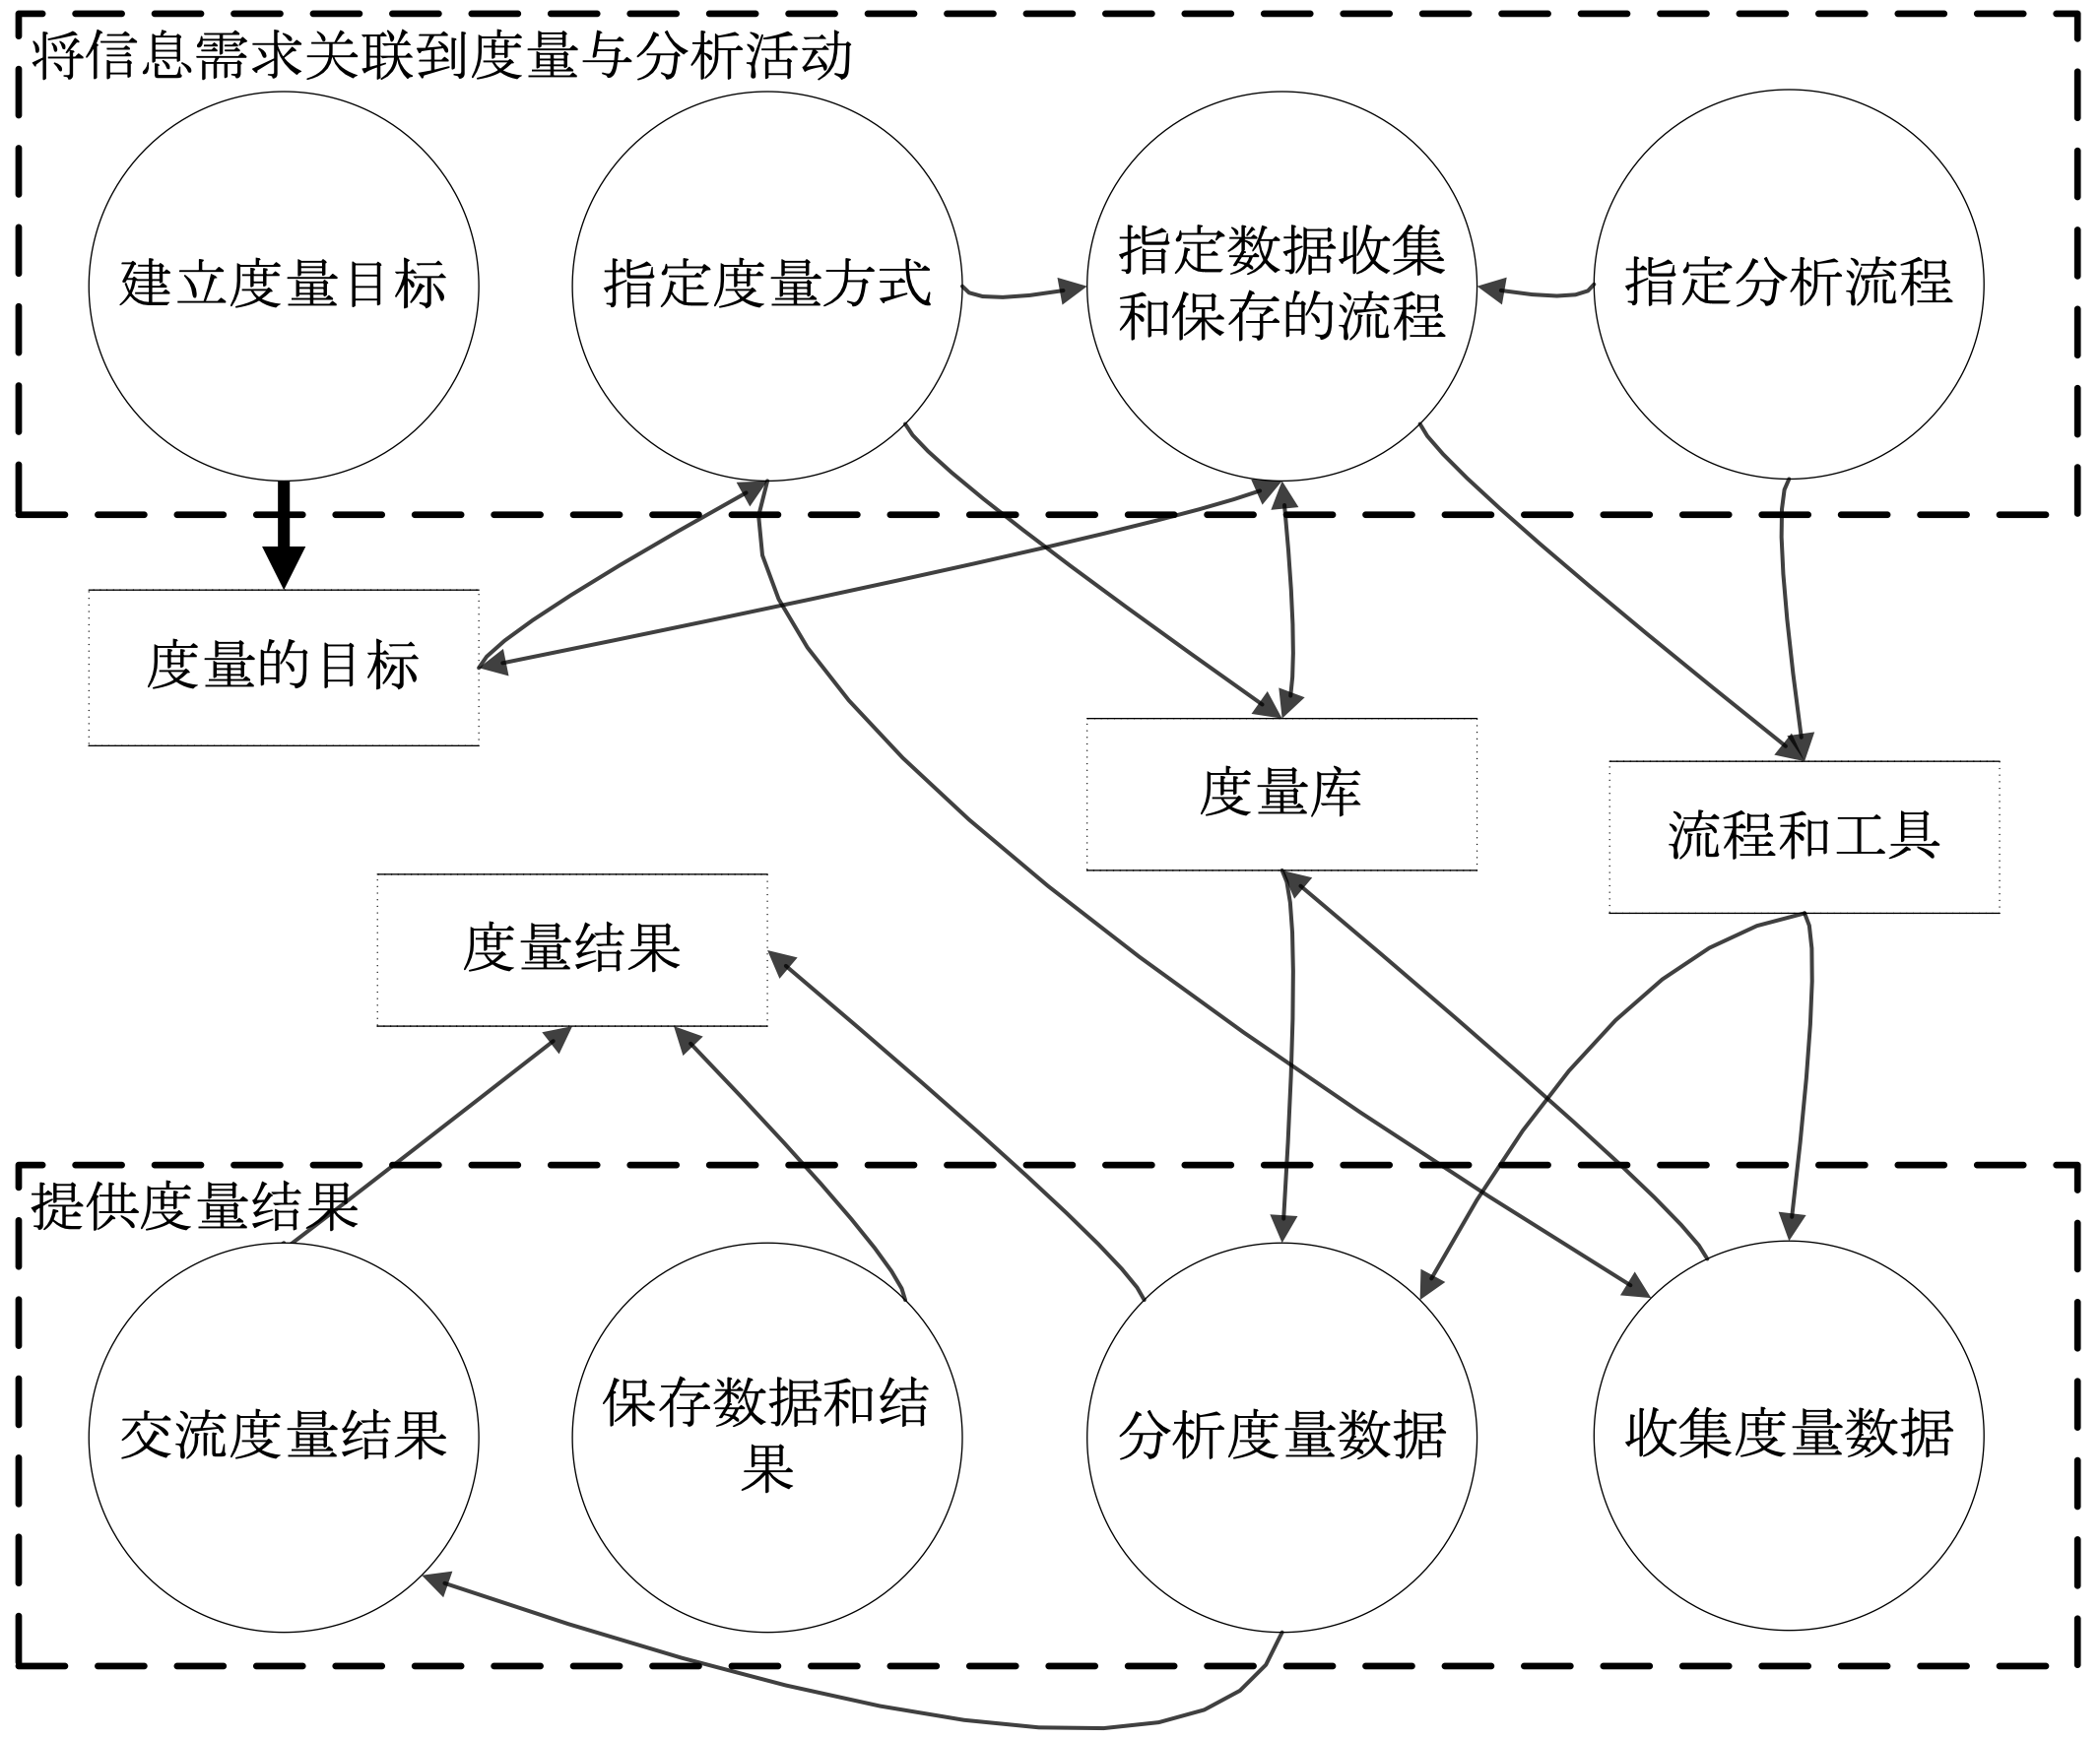 将信息需求关联到度量与分析活动
建立度量目标
指定度量方式
指定数据收集
和保存的流程
指定分析流程
度量的目标
度量库
流程和工具
度量结果
提供度量结果
交流度量结果
保存数据和结
果
分析度量数据
收集度量数据